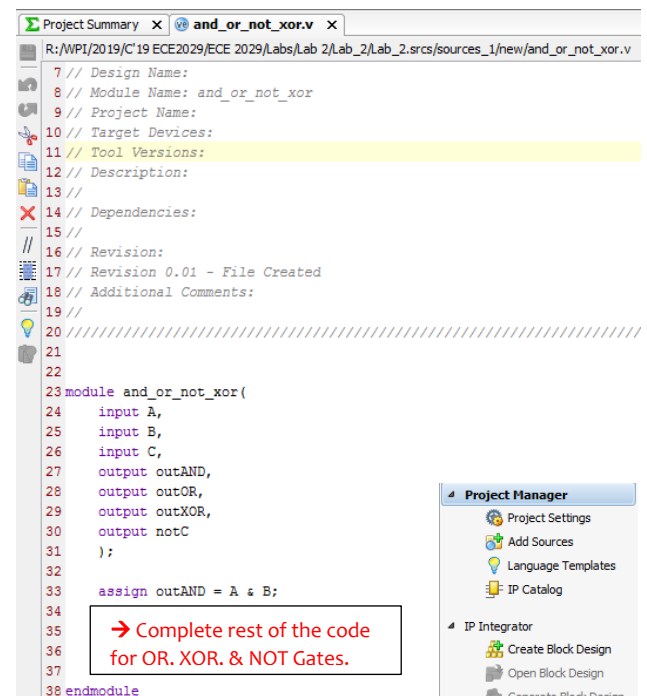 Project Summary × and_or_not_xor.v ×
R:/WPI/2019/C'19 ECE2029/ECE 2029/Labs/Lab 2/Lab_2/Lab_2.srcs/sources_1/new/and_or_not_xor.v
7 // Design Name:
8 // Module Name: and_or_not_xor
9 // Project Name:
10 // Target Devices:
11 // Tool Versions:
12 // Description:
13 //
14 // Dependencies:
15 //
16 // Revision:
17 // Revision 0.01 - File Created
18 // Additional Comments:
19 //
20 //////////////////////////////////////////////////////////////////////
21
22
23 module and_or_not_xor(
24 input A,
25 input B,
26 input C,
27 output outAND,
28 output outOR,
29 output outXOR,
30 output notC
31 );
32
33 assign outAND = A & B;
34
35
36
37
38 endmodule
→ Complete rest of the code
for OR. XOR. & NOT Gates.
Project Manager
Project Settings
Add Sources
Language Templates
IP Catalog
IP Integrator
Create Block Design
Open Block Design
Generate Block Design